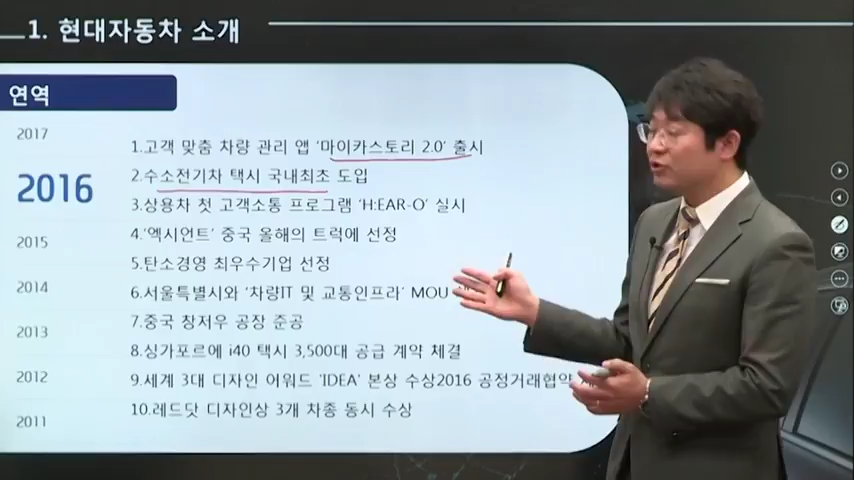 1. 현대자동차 소개
연역
2017
2016
2015
2014
2013
2012
2011
1.고객 맞춤 차량 관리 앱 '마이카스토리 2.0' 출시
2.수소전기차 택시 국내최초 도입
3.상용차 첫 고객소통 프로그램 'H:EAR-O' 실시
4.'엑시언트' 중국 올해의 트럭에 선정
5.탄소경영 최우수기업 선정
6.서울특별시와 '차량IT 및 교통인프라' MOU
7.중국 창저우 공장 준공
8.싱가포르에 i40 택시 3,500대 공급 계약 체결
9.세계 3대 디자인 어워드 'IDEA' 본상 수상2016 공정거래협약
10.레드닷 디자인상 3개 차종 동시 수상